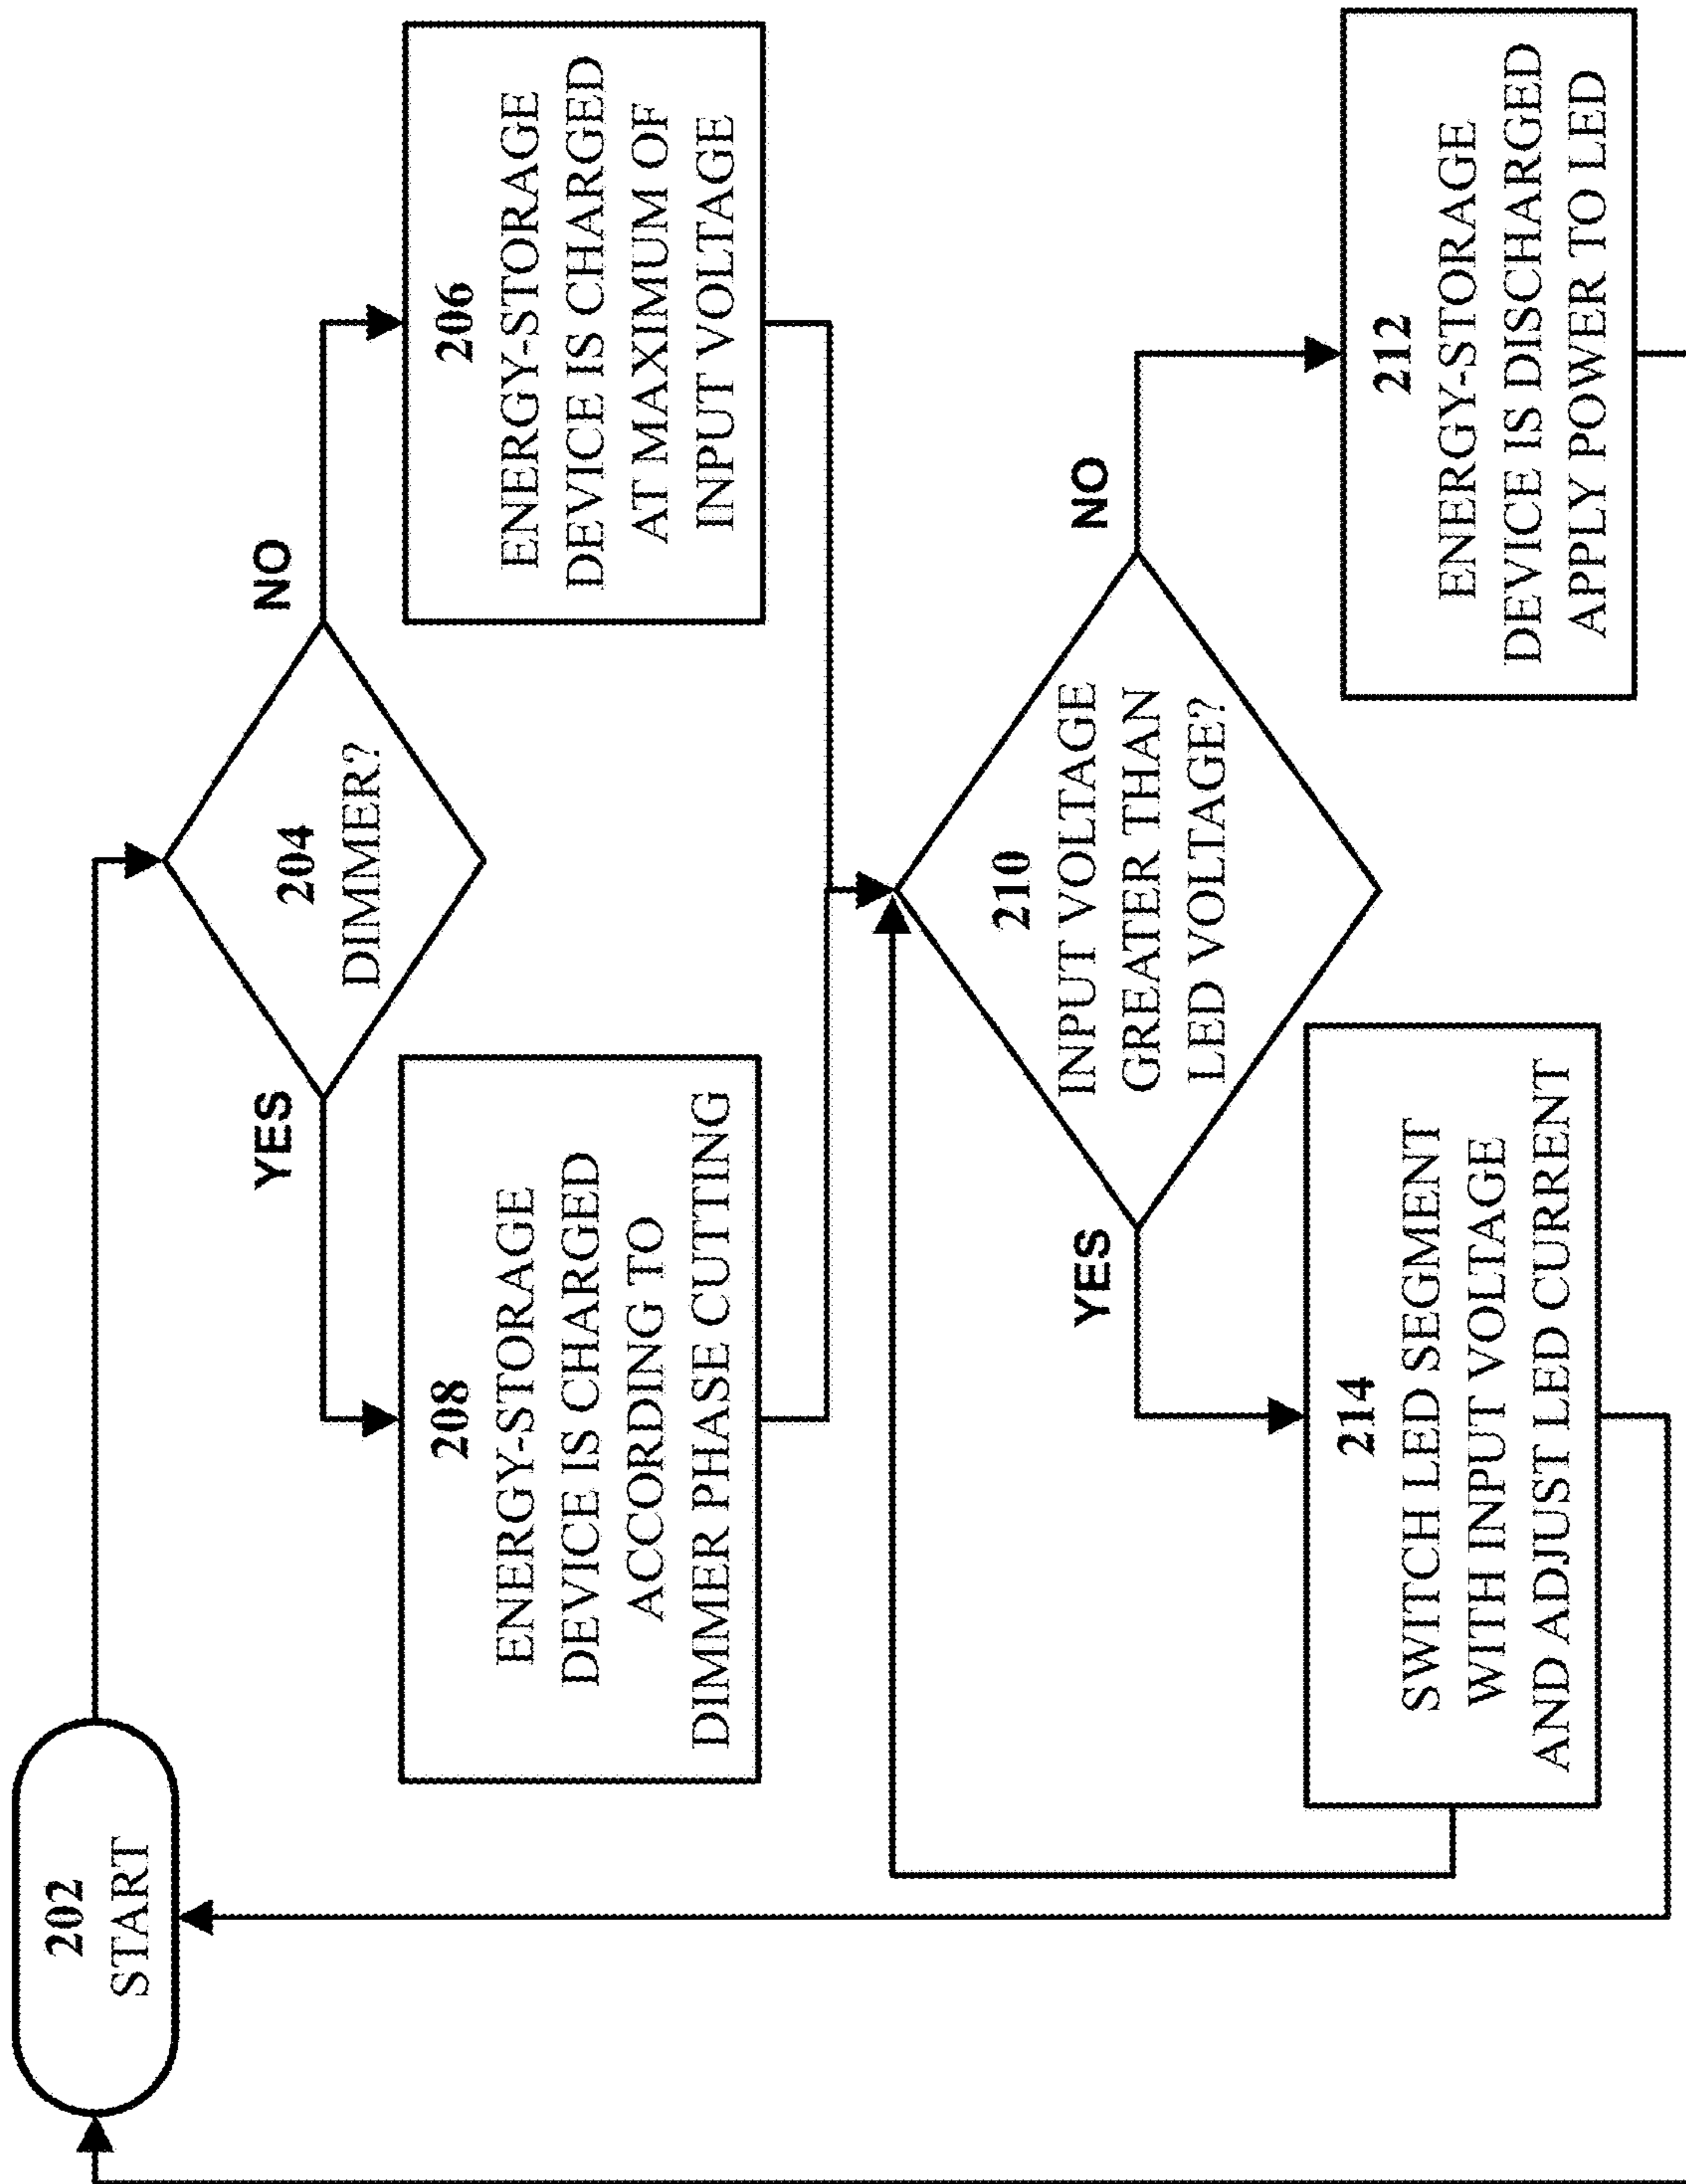 202
START
204
DIMMER?
YES
NO
208
ENERGY-STORAGE
DEVICE IS CHARGED
ACCORDING TO
DIMMER PHASE CUTTING
206
ENERGY-STORAGE
DEVICE IS CHARGED
AT MAXIMUM OF
INPUT VOLTAGE
210
INPUT VOLTAGE
GREATER THAN
LED VOLTAGE?
YES
NO
214
SWITCH LED SEGMENT
WITH INPUT VOLTAGE
AND ADJUST LED CURRENT
212
ENERGY-STORAGE
DEVICE IS DISCHARGED
APPLY POWER TO LED